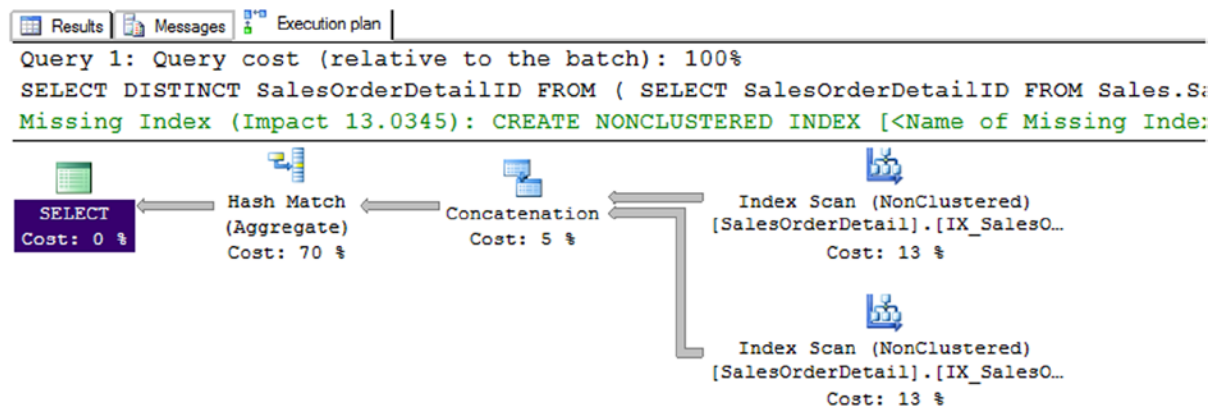 Results Messages Execution plan
Query 1: Query cost (relative to the batch): 100%
SELECT DISTINCT SalesOrderDetailID FROM ( SELECT SalesOrderDetailID FROM Sales.Sa
Missing Index (Impact 13.0345): CREATE NONCLUSTERED INDEX [<Name of Missing Inde
SELECT
Cost: 0 %
Hash Match
(Aggregate)
Cost: 70 %
Concatenation
Cost: 5 %
Index Scan (NonClustered)
[SalesOrderDetail].[IX_SalesO…
Cost: 13 %
Index Scan (NonClustered)
[SalesOrderDetail].[IX_SalesO…
Cost: 13 %